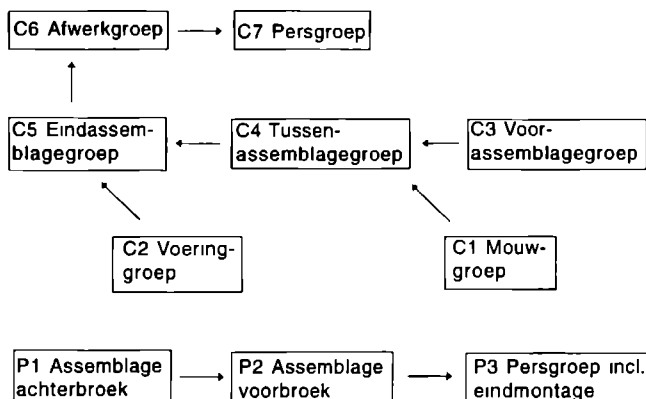 C6 Afwerkgroep
C7 Persgroep
C5 Eindassem-
blagegroep
C4 Tussen-
assemblagegroep
C3 Voor-
assemblagegroep
C2 Voering-
groep
C1 Mouw-
groep
P1 Assemblage
achterbroek
P2 Assemblage
voorbroek
P3 Persgroep incl.
eindmontage